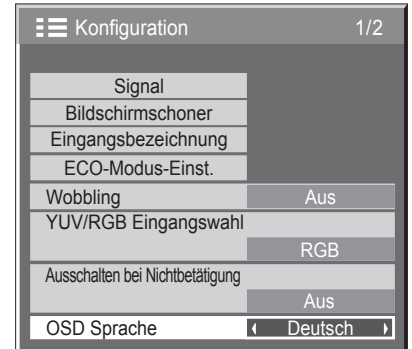 Konfiguration 1/2
Signal
Bildschirmschoner
Eingangsbezeichnung
ECO-Modus-Einst.
Wobbling Aus
YUV/RGB Eingangswahl
RGB
Ausschalten bei Nichtbetätigung
Aus
OSD Sprache Deutsch